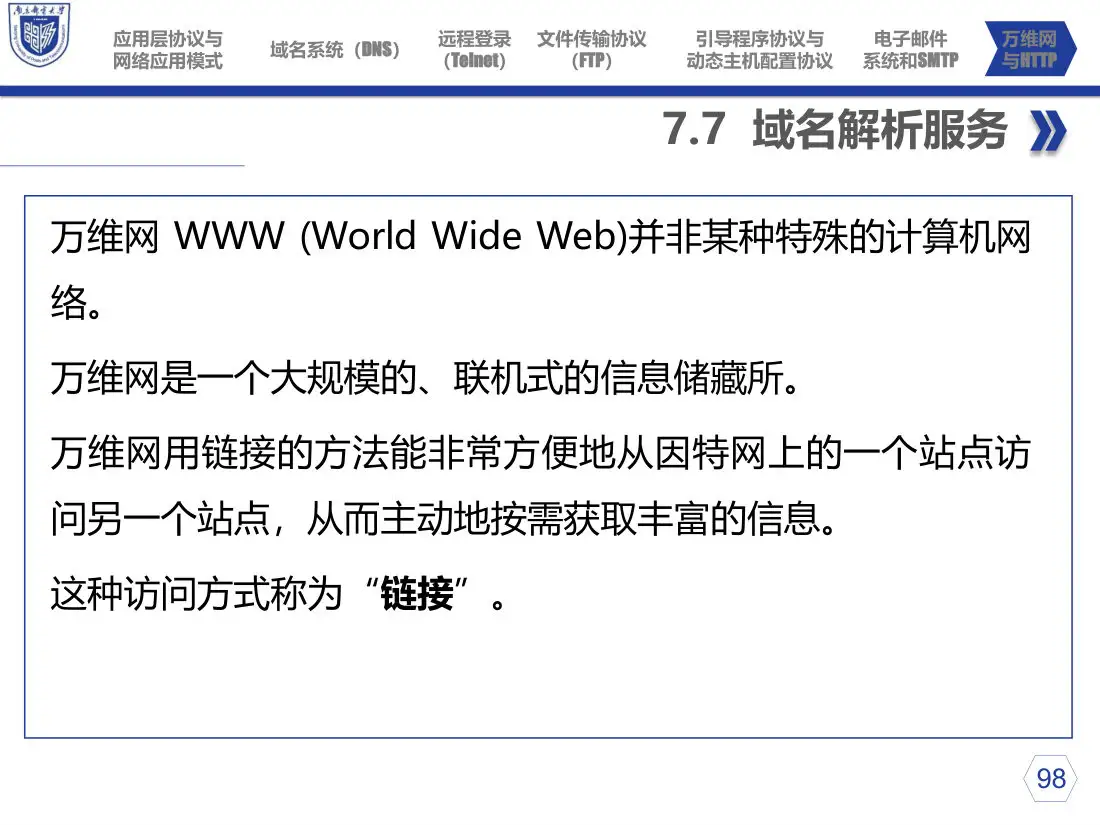 南京邮电大学
应用层协议与
网络应用模式
域名系统（DNS）
远程登录
（Telnet）
文件传输协议
（FTP）
引导程序协议与
动态主机配置协议
电子邮件
系统和SMTP
万维网
与HTTP
7.7 域名解析服务
万维网 WWW (World Wide Web)并非某种特殊的计算机网
络。
万维网是一个大规模的、联机式的信息储藏所。
万维网用链接的方法能非常方便地从因特网上的一个站点访
问另一个站点，从而主动地按需获取丰富的信息。
这种访问方式称为“链接”。
98